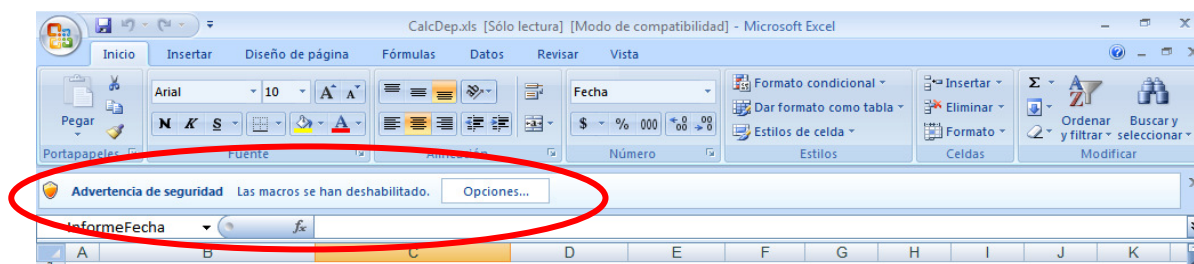 CalcDep.xls [Sólo lectura] [Modo de compatibilidad] - Microsoft Excel
Inicio Insertar Diseño de página Fórmulas Datos Revisar Vista
Arial 10 A A Fecha Formato condicional Insertar Σ
Dar formato como tabla Eliminar
Pegar N K S A $ % 000 Estilos de celda Formato Ordenar y filtrar Buscar y seleccionar
Portapapeles Fuente Alineación Número Estilos Celdas Modificar
Advertencia de seguridad Las macros se han deshabilitado. Opciones...
InformeFecha fx
A B C D E F G H I J K